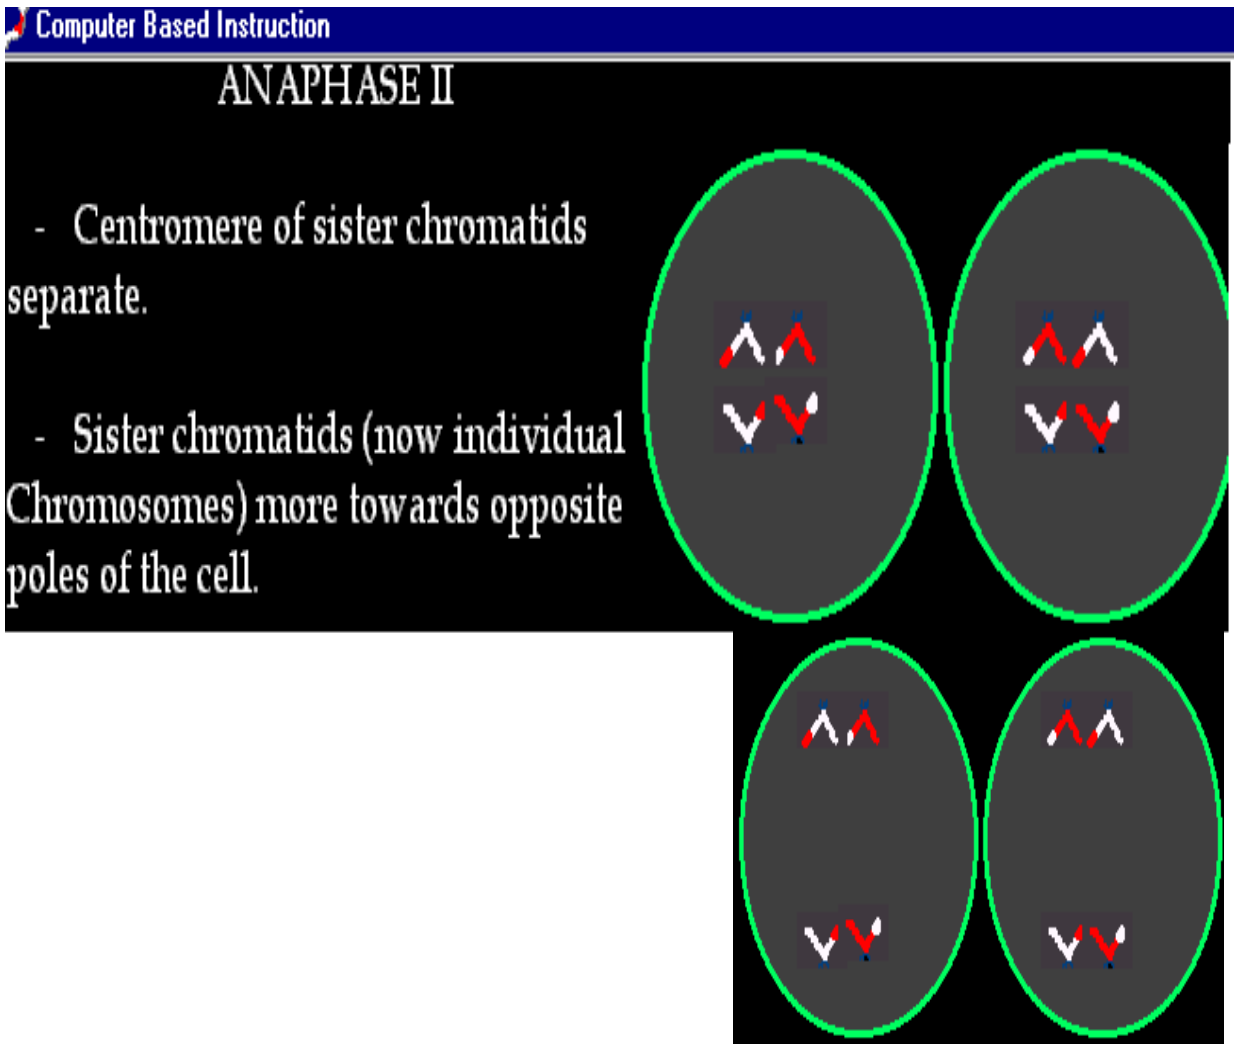 Computer Based Instruction
ANAPHASE II
- Centromere of sister chromatids
separate.
- Sister chromatids (now individual
Chromosomes) more towards opposite
poles of the cell.